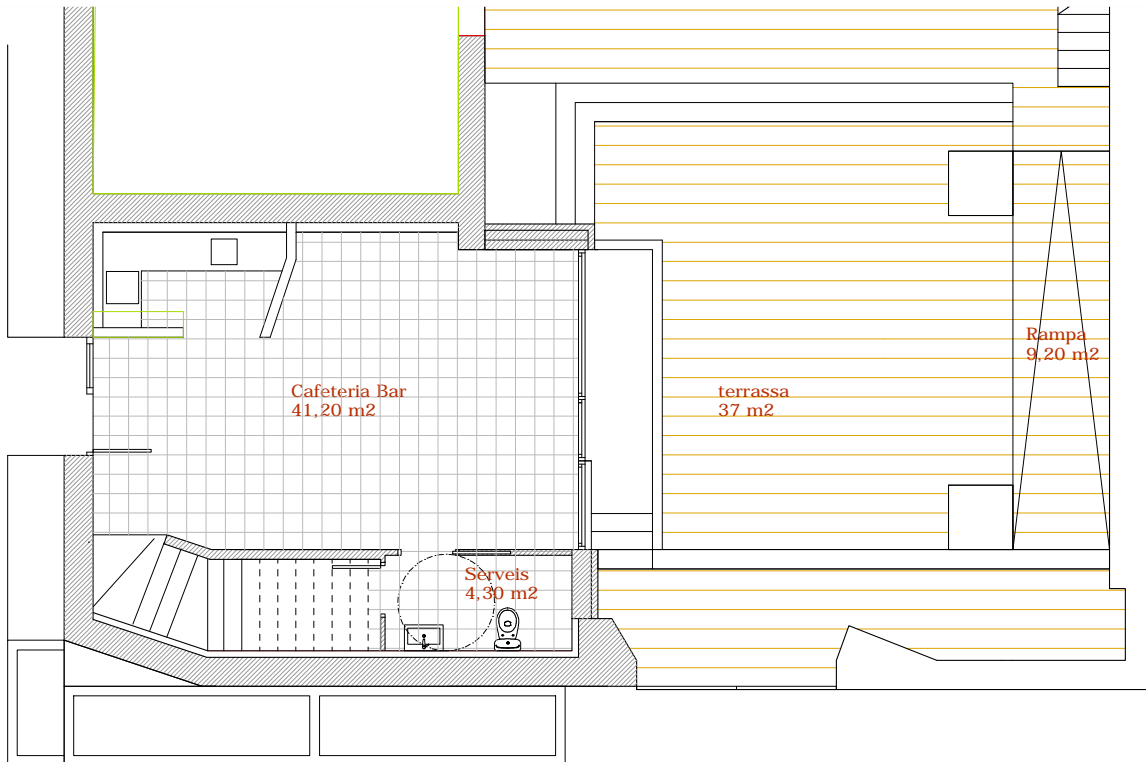 Rampa
9,20 m2
Cafeteria Bar
41,20 m2
terrassa
37 m2
Serveis
4,30 m2